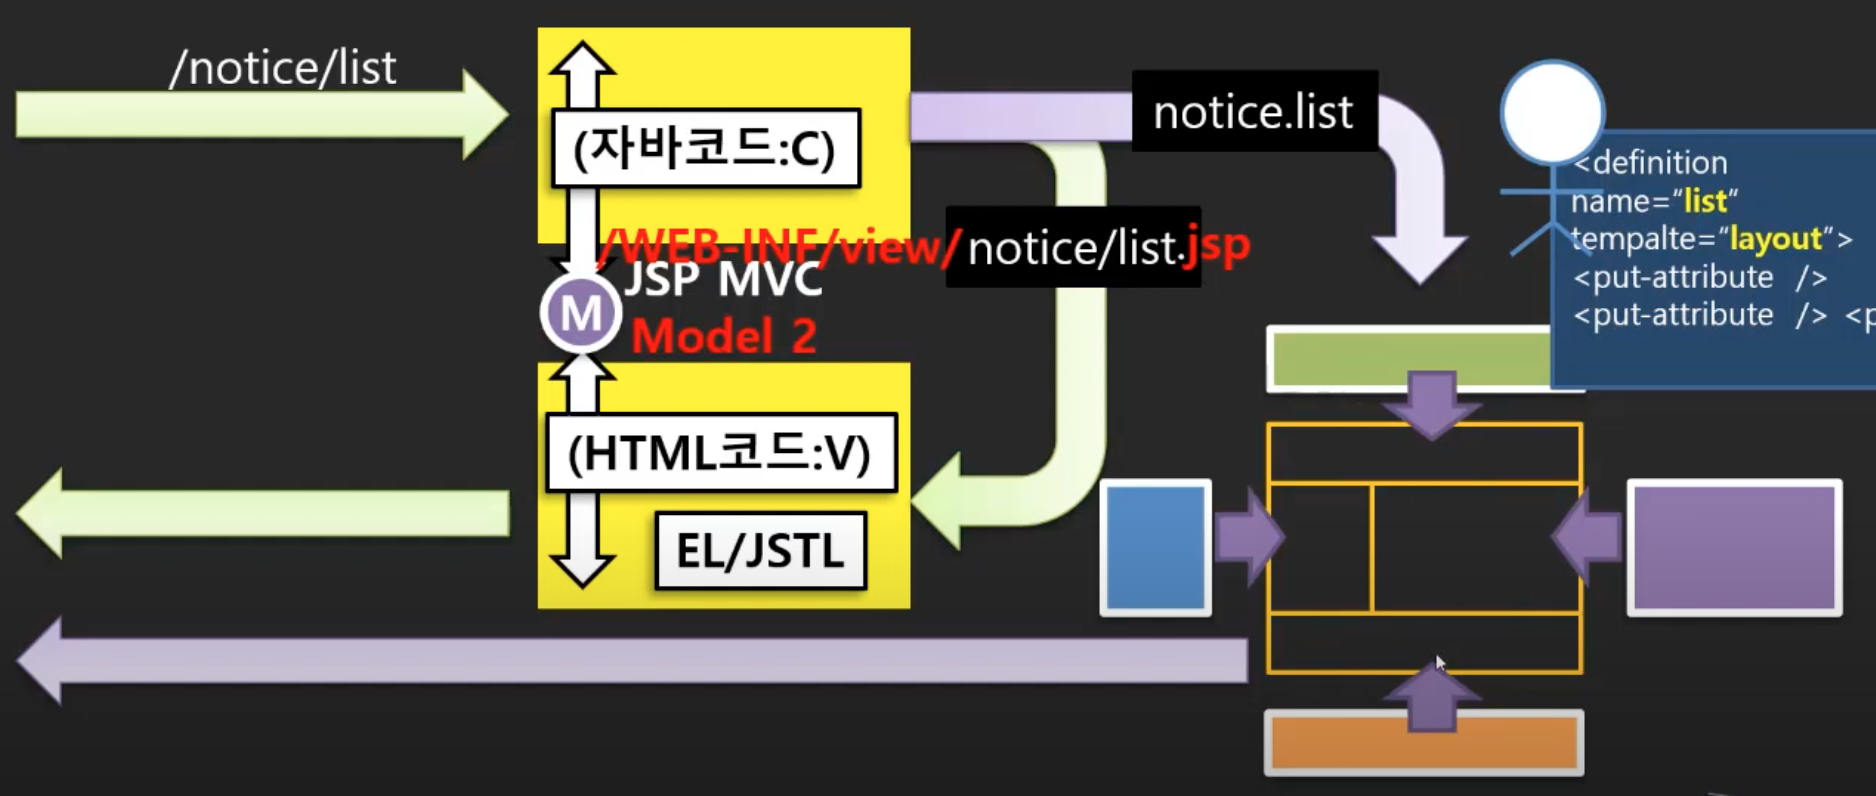 /notice/list
(자바코드:C)
notice.list
/WEB-INF/view/notice/list.jsp
JSP MVC
M
Model 2
(HTML코드:V)
EL/JSTL
<definition
name="list"
tempalte="layout">
<put-attribute />
<put-attribute /> <p